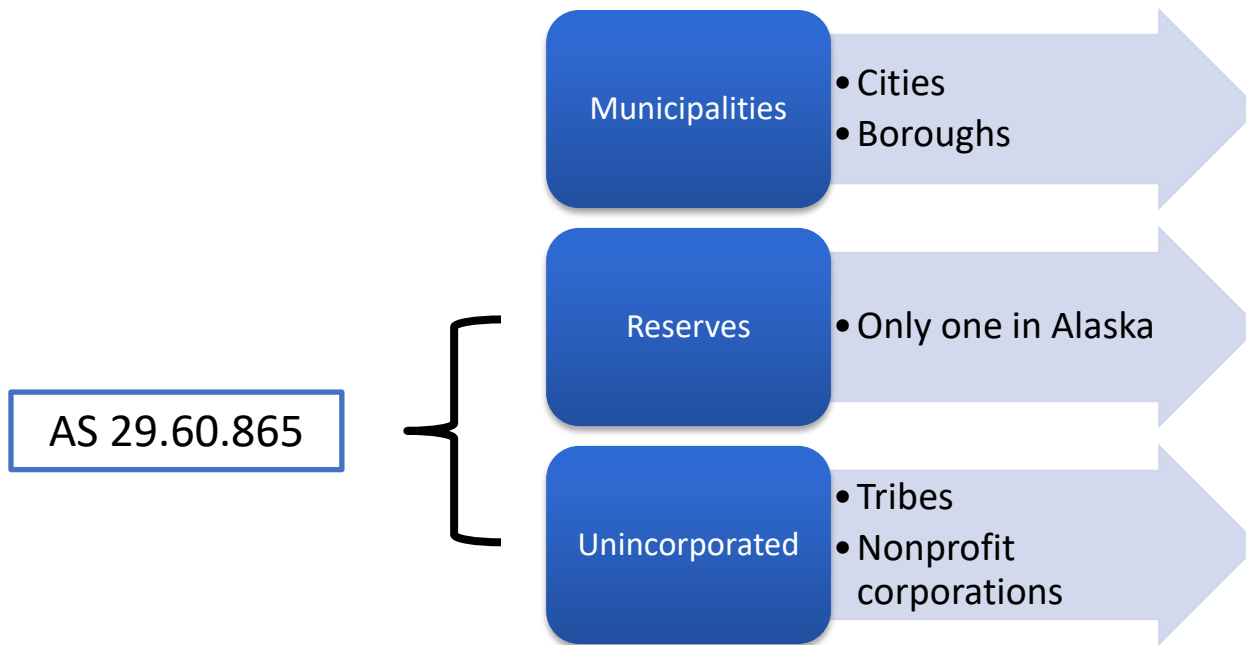 Municipalities
• Cities
• Boroughs
Reserves
• Only one in Alaska
AS 29.60.865
Unincorporated
• Tribes
• Nonprofit
corporations